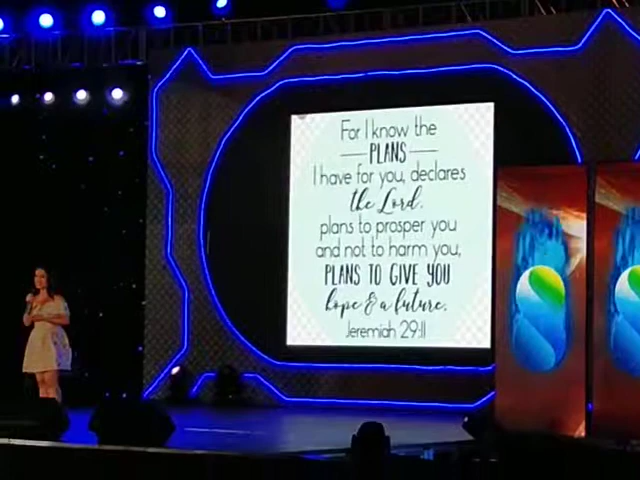 For I know the
PLANS
I have for you, declares
the Lord,
plans to prosper you
and not to harm you,
PLANS TO GIVE YOU
hope & a future.
Jeremiah 29:11